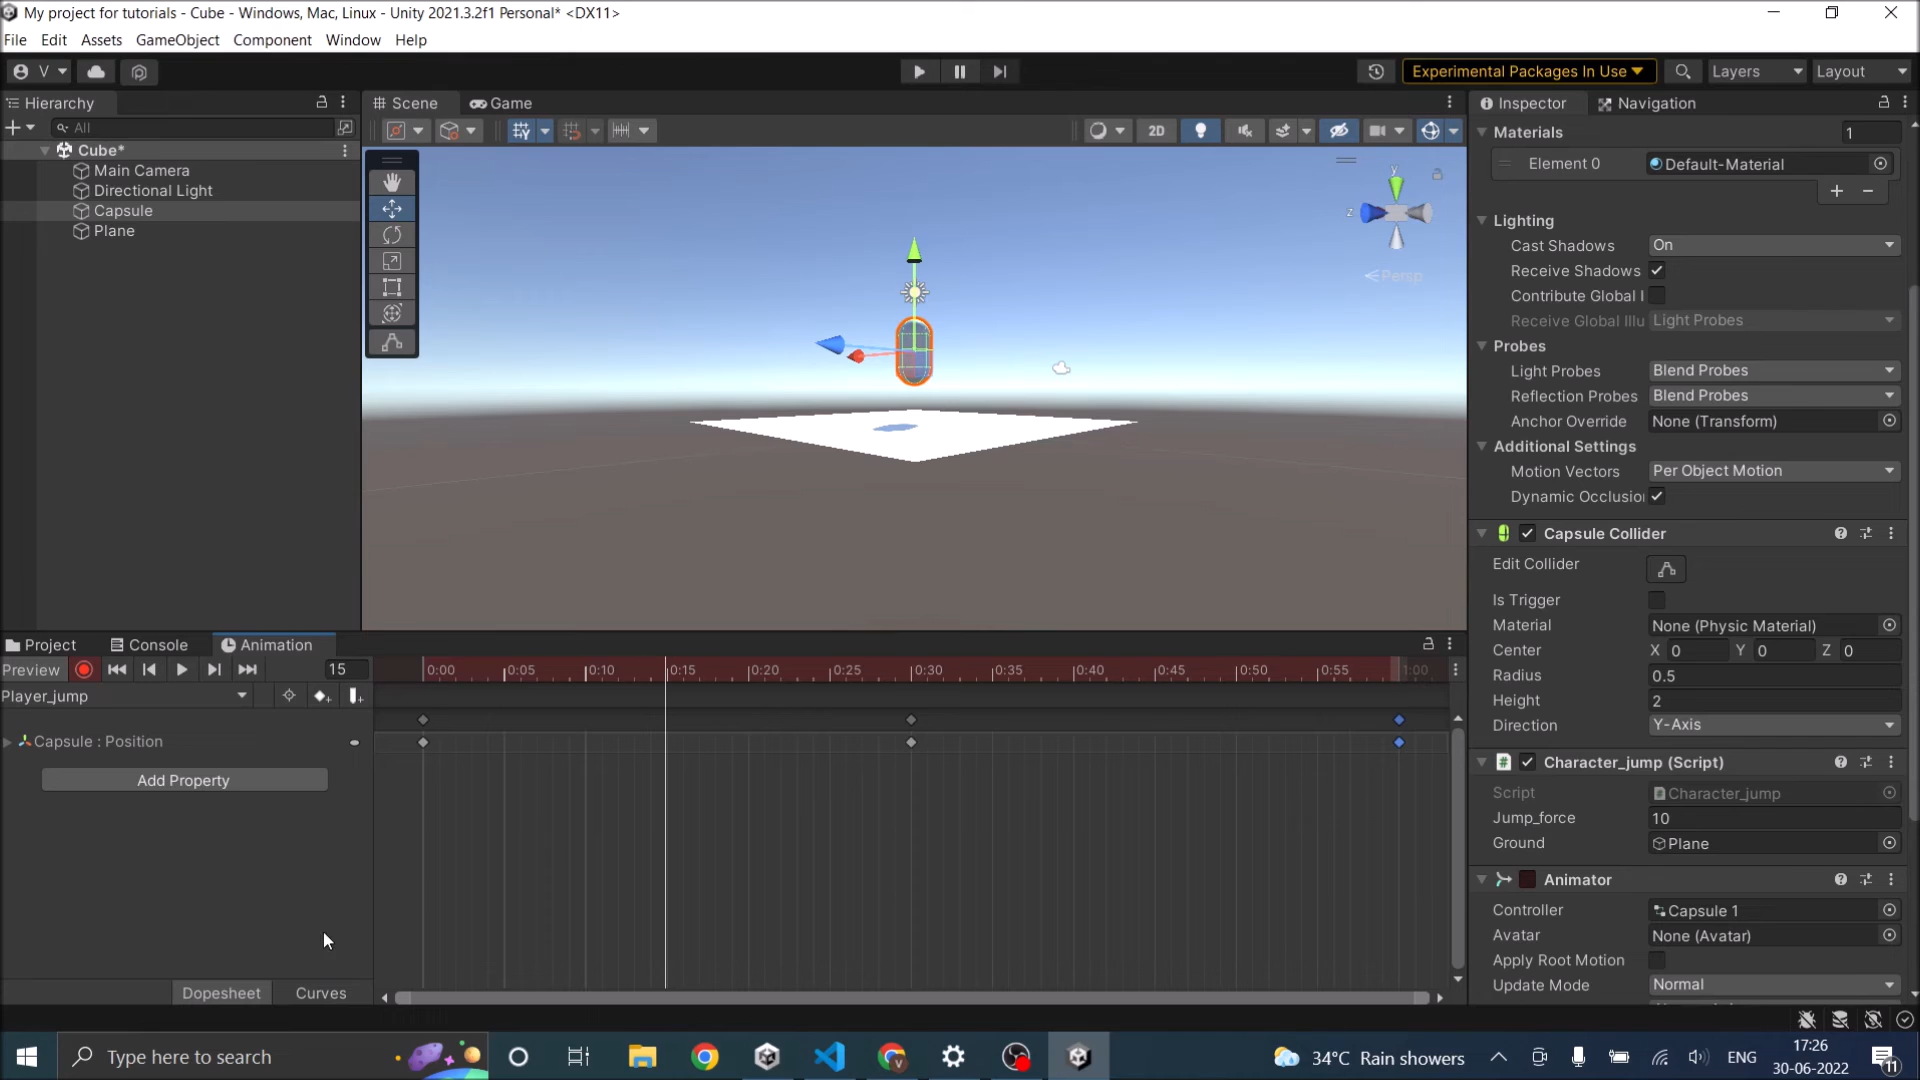 My project for tutorials - Cube - Windows, Mac, Linux - Unity 2021.3.2f1 Personal* <DX11>
File Edit Assets GameObject Component Window Help
V
Experimental Packages In Use
Layers
Layout
Hierarchy
All
Cube*
Main Camera
Directional Light
Capsule
Plane
Scene
Game
2D
y
z
Persp
Inspector
Navigation
Materials
1
Element 0
Default-Material
Lighting
Cast Shadows
On
Receive Shadows
Contribute Global I
Receive Global Illu
Light Probes
Probes
Light Probes
Blend Probes
Reflection Probes
Blend Probes
Anchor Override
None (Transform)
Additional Settings
Motion Vectors
Per Object Motion
Dynamic Occlusio
Capsule Collider
Edit Collider
Is Trigger
Material
None (Physic Material)
Center
X 0 Y 0 Z 0
Radius
0.5
Height
2
Direction
Y-Axis
Character_jump (Script)
Script
Character_jump
Jump_force
10
Ground
Plane
Animator
Controller
Capsule 1
Avatar
None (Avatar)
Apply Root Motion
Update Mode
Normal
Project
Console
Animation
Preview
15
0:00 0:05 0:10 0:15 0:20 0:25 0:30 0:35 0:40 0:45 0:50 0:55 1:00
Player_jump
Capsule : Position
Add Property
Dopesheet
Curves
Type here to search
34°C Rain showers
ENG
17:26
30-06-2022
11